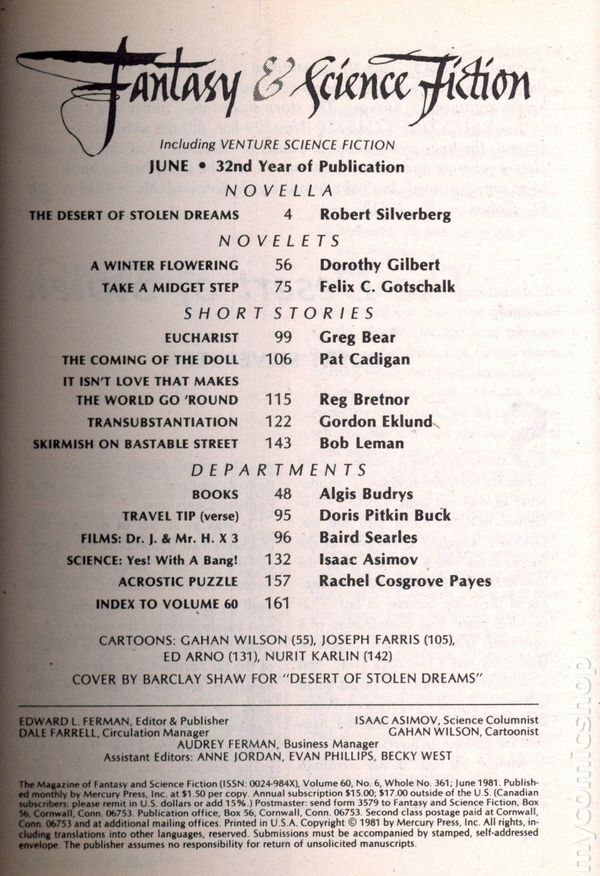 Fantasy & Science Fiction
Including VENTURE SCIENCE FICTION
JUNE • 32nd Year of Publication
NOVELLA
THE DESERT OF STOLEN DREAMS 4 Robert Silverberg
NOVELETS
A WINTER FLOWERING 56 Dorothy Gilbert
TAKE A MIDGET STEP 75 Felix C. Gotschalk
SHORT STORIES
EUCHARIST 99 Greg Bear
THE COMING OF THE DOLL 106 Pat Cadigan
IT ISN'T LOVE THAT MAKES
THE WORLD GO 'ROUND 115 Reg Bretnor
TRANSUBSTANTIATION 122 Gordon Eklund
SKIRMISH ON BASTABLE STREET 143 Bob Leman
DEPARTMENTS
BOOKS 48 Algis Budrys
TRAVEL TIP (verse) 95 Doris Pitkin Buck
FILMS: Dr. J. & Mr. H. X 3 96 Baird Searles
SCIENCE: Yes! With A Bang! 132 Isaac Asimov
ACROSTIC PUZZLE 157 Rachel Cosgrove Payes
INDEX TO VOLUME 60 161
CARTOONS: GAHAN WILSON (55), JOSEPH FARRIS (105),
ED ARNO (131), NURIT KARLIN (142)
COVER BY BARCLAY SHAW FOR "DESERT OF STOLEN DREAMS"
EDWARD L. FERMAN, Editor & Publisher ISAAC ASIMOV, Science Columnist
DALE FARRELL, Circulation Manager GAHAN WILSON, Cartoonist
AUDREY FERMAN, Business Manager
Assistant Editors: ANNE JORDAN, EVAN PHILLIPS, BECKY WEST
The Magazine of Fantasy and Science Fiction (ISSN: 0024-984X), Volume 60, No. 6, Whole No. 361; June 1981. Publish-
ed monthly by Mercury Press, Inc. at $1.50 per copy. Annual subscription $15.00; $17.00 outside of the U.S. (Canadian
subscribers: please remit in U.S. dollars or add 15%.) Postmaster: send form 3579 to Fantasy and Science Fiction, Box
56, Cornwall, Conn. 06753. Publication office, Box 56, Cornwall, Conn. 06753. Second class postage paid at Cornwall,
Conn. 06753 and at additional mailing offices. Printed in U.S.A. Copyright © 1981 by Mercury Press, Inc. All rights, in-
cluding translations into other languages, reserved. Submissions must be accompanied by stamped, self-addressed
envelope. The publisher assumes no responsibility for return of unsolicited manuscripts.
mycomicshop